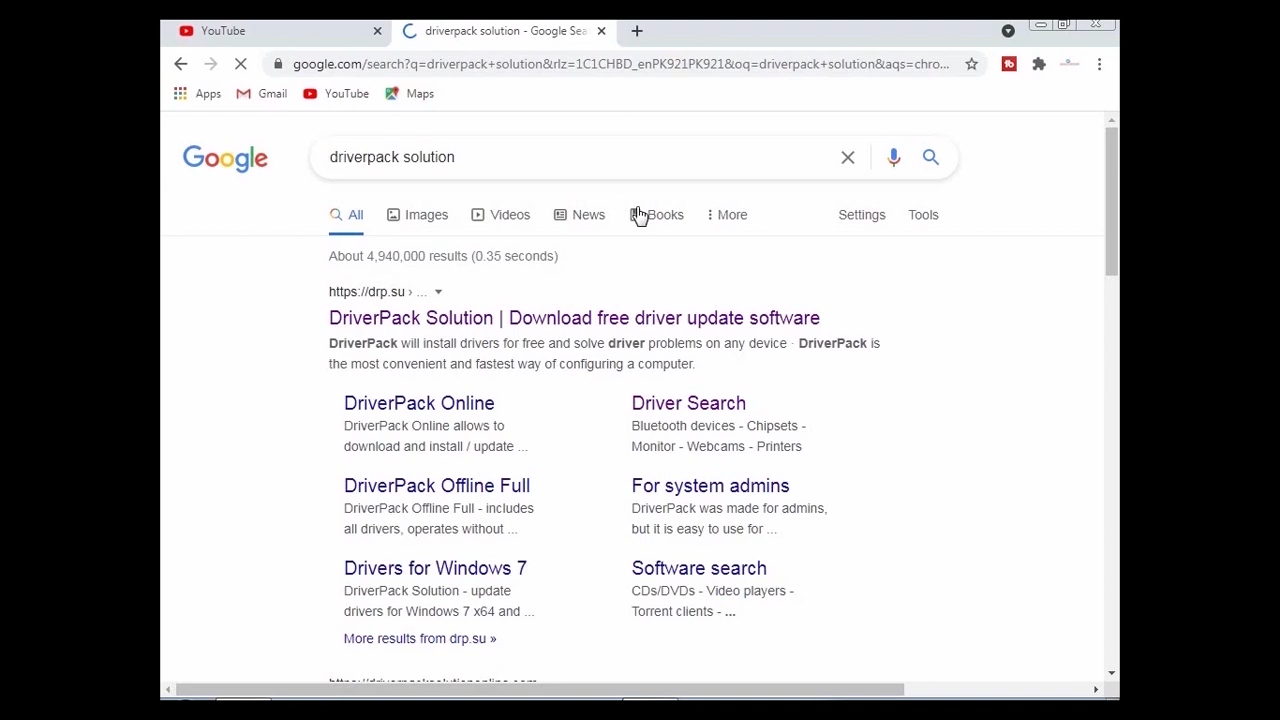 YouTube
driverpack solution - Google Sea
google.com/search?q=driverpack+solution&rlz=1C1CHBD_enPK921PK921&oq=driverpack+solution&aqs=chro...
Apps Gmail YouTube Maps
Google
driverpack solution
All Images Videos News Books More Settings Tools
About 4,940,000 results (0.35 seconds)
https://drp.su › ...
DriverPack Solution | Download free driver update software
DriverPack will install drivers for free and solve driver problems on any device · DriverPack is
the most convenient and fastest way of configuring a computer.
DriverPack Online
DriverPack Online allows to
download and install / update ...
Driver Search
Bluetooth devices - Chipsets -
Monitor - Webcams - Printers
DriverPack Offline Full
DriverPack Offline Full - includes
all drivers, operates without ...
For system admins
DriverPack was made for admins,
but it is easy to use for ...
Drivers for Windows 7
DriverPack Solution - update
drivers for Windows 7 x64 and ...
Software search
CDs/DVDs - Video players -
Torrent clients - ...
More results from drp.su »